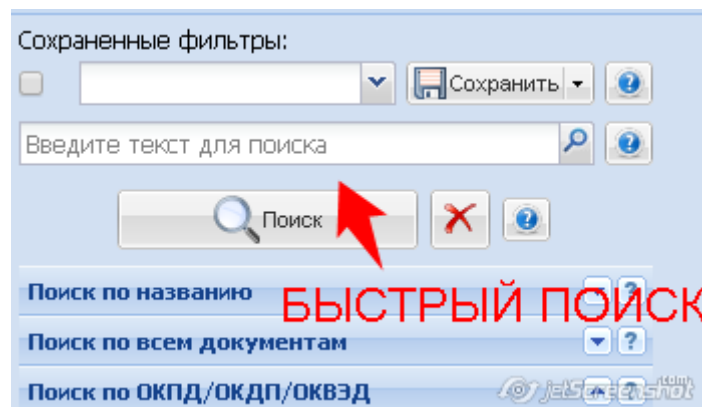 Сохраненные фильтры:
Сохранить
Введите текст для поиска
Поиск
Поиск по названию
БЫСТРЫЙ ПОИСК
Поиск по всем документам
?
Поиск по ОКПД/ОКДП/ОКВЭД
jetScreenshot